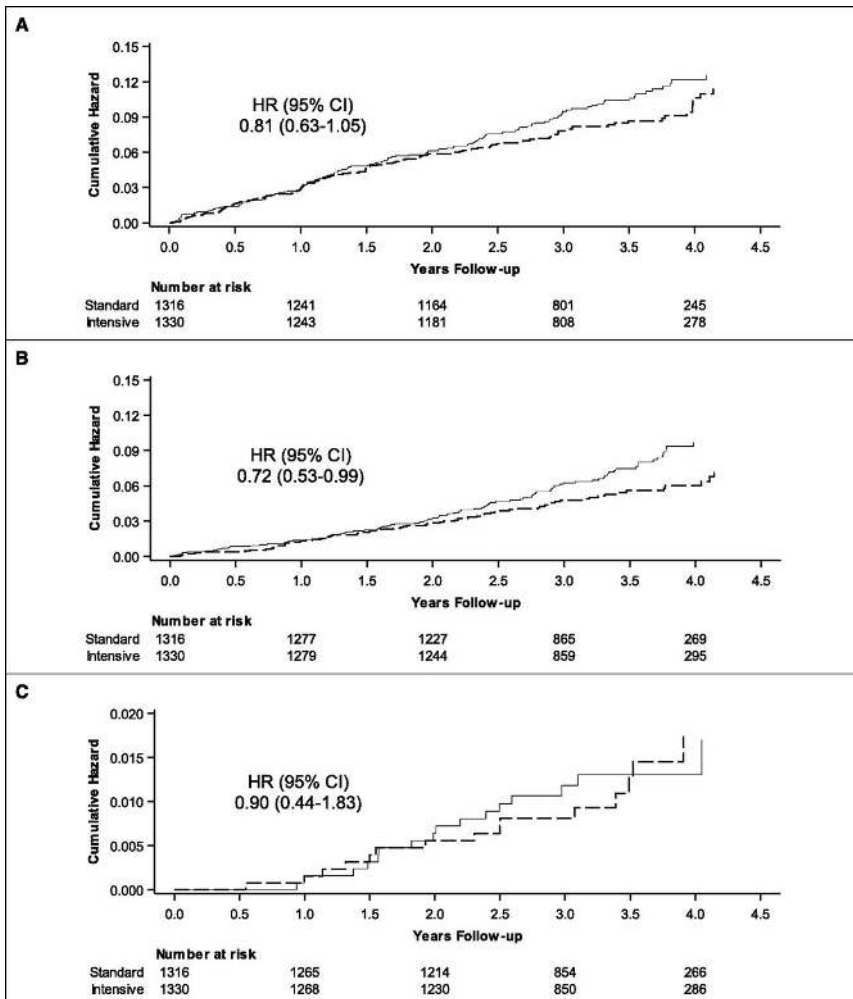 A
0.15
0.12
0.09
0.06
0.03
0.00
Cumulative Hazard
HR (95% CI)
0.81 (0.63-1.05)
0.0 0.5 1.0 1.5 2.0 2.5 3.0 3.5 4.0 4.5
Years Follow-up
Number at risk
Standard 1316 1241 1164 801 245
Intensive 1330 1243 1181 808 278
B
0.15
0.12
0.09
0.06
0.03
0.00
Cumulative Hazard
HR (95% CI)
0.72 (0.53-0.99)
0.0 0.5 1.0 1.5 2.0 2.5 3.0 3.5 4.0 4.5
Years Follow-up
Number at risk
Standard 1316 1277 1227 865 269
Intensive 1330 1279 1244 859 295
C
0.020
0.015
0.010
0.005
0.000
Cumulative Hazard
HR (95% CI)
0.90 (0.44-1.83)
0.0 0.5 1.0 1.5 2.0 2.5 3.0 3.5 4.0 4.5
Years Follow-up
Number at risk
Standard 1316 1265 1214 854 266
Intensive 1330 1268 1230 850 286